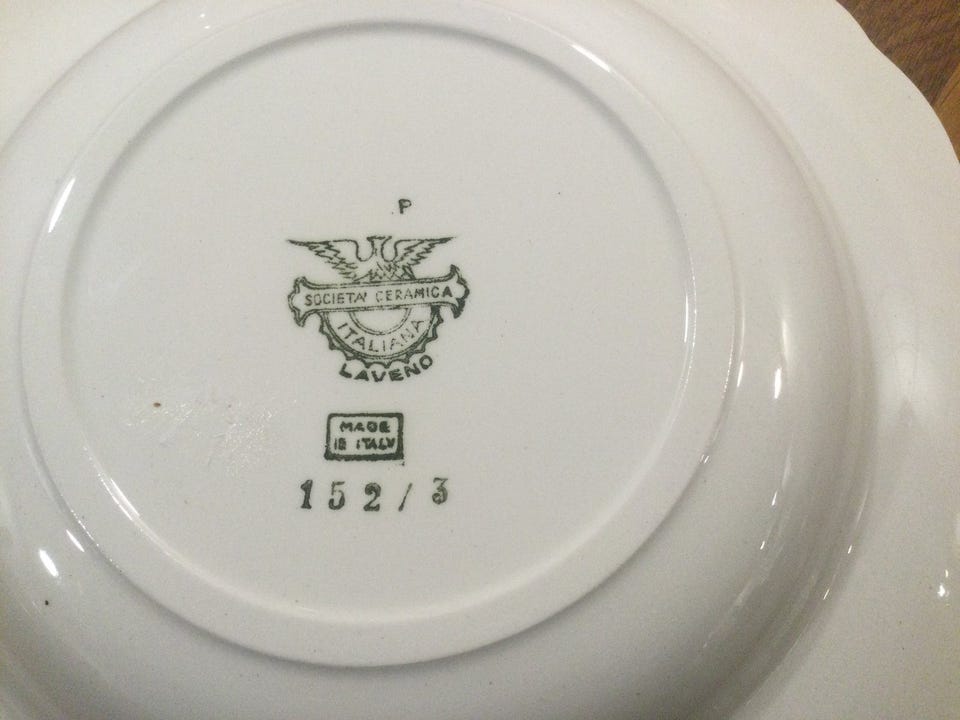 P
SOCIETA' CERAMICA
ITALIANA
LAVENO
MADE
IN ITALY
152/3